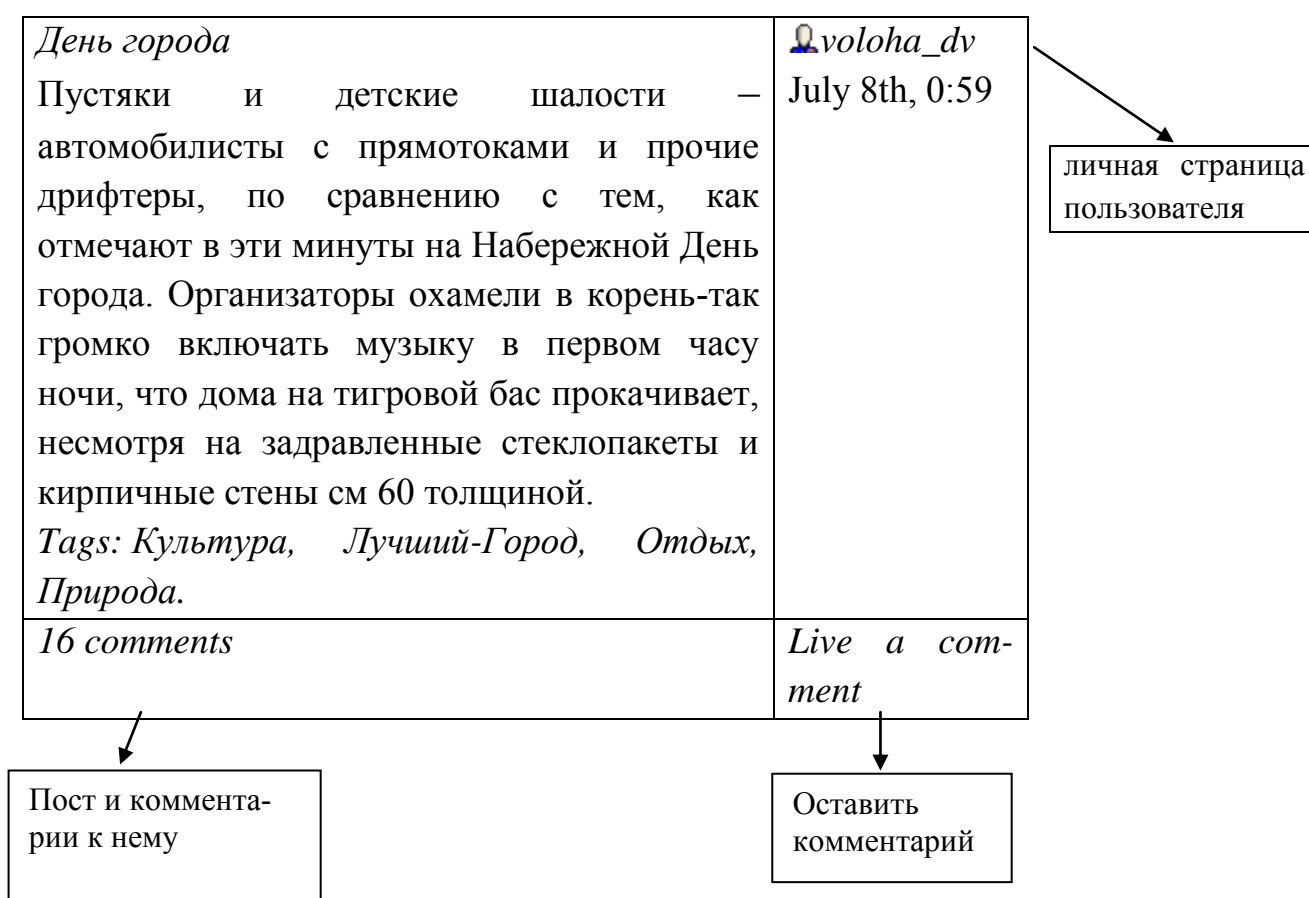 День города
Пустяки и детские шалости –
автомобилисты с прямотоками и прочие
дрифтеры, по сравнению с тем, как
отмечают в эти минуты на Набережной День
города. Организаторы охамели в корень-так
громко включать музыку в первом часу
ночи, что дома на тигровой бас прокачивает,
несмотря на задравленные стеклопакеты и
кирпичные стены см 60 толщиной.
Tags: Культура, Лучший-Город, Отдых,
Природа.
voloha_dv
July 8th, 0:59
личная страница
пользователя
16 comments
Live a com-
ment
Пост и коммента-
рии к нему
Оставить
комментарий